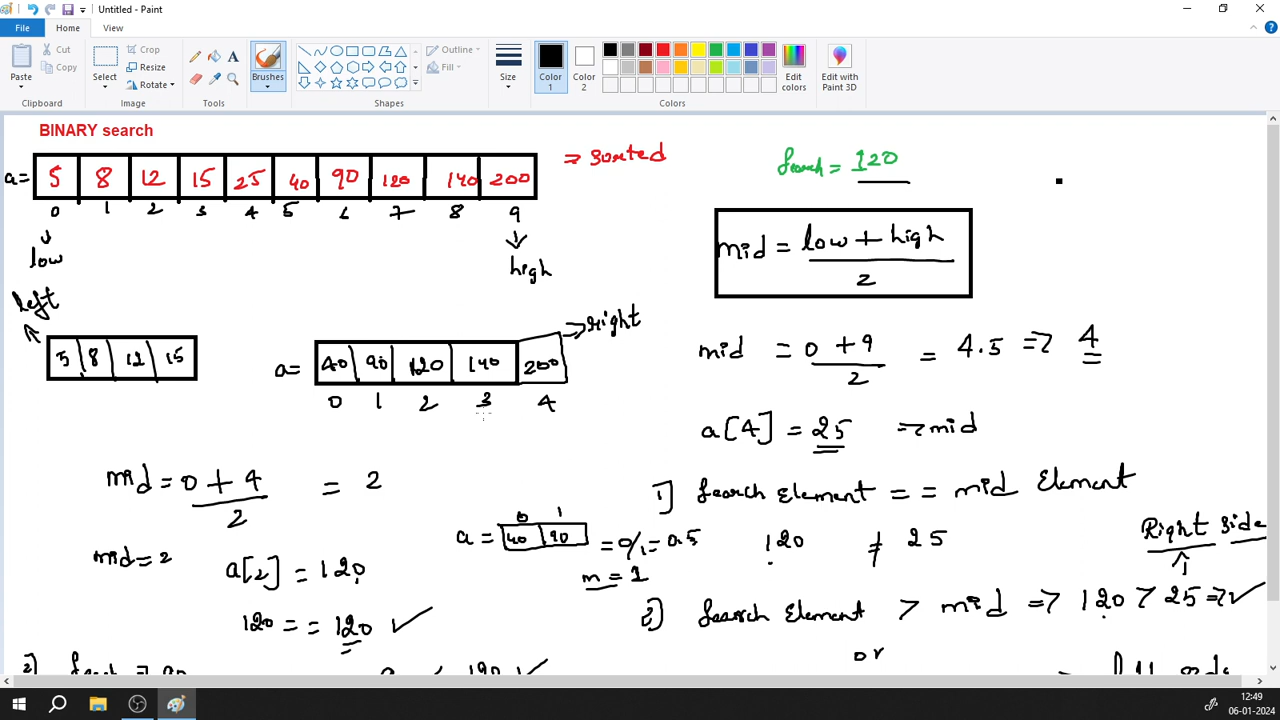 Untitled - Paint
File Home View
Paste Cut Copy Clipboard
Select Crop Resize Rotate Image
Tools
Brushes
Shapes Outline Fill
Size
Color 1 Color 2 Colors Edit colors
Edit with Paint 3D
BINARY search
a= 5 8 12 15 25 40 90 120 140 200 => sorted
0 1 2 3 4 5 6 7 8 9
low high
Search = 120
mid = low + high
2
left
5 8 12 15
right
a= 40 90 120 140 200
0 1 2 3 4
mid = 0 + 9 = 4.5 => 4
2
a[4] = 25 => mid
mid = 0 + 4 = 2
2
1] Search Element == mid Element
0 1
a = 40 90 = 0/1 = 0.5
m = 1
120 ≠ 25
Right side
mid = 2 a[2] = 120
120 == 120 ✓
2] Search Element > mid => 120 > 25 => ✓
or
2]
12:49
06-01-2024